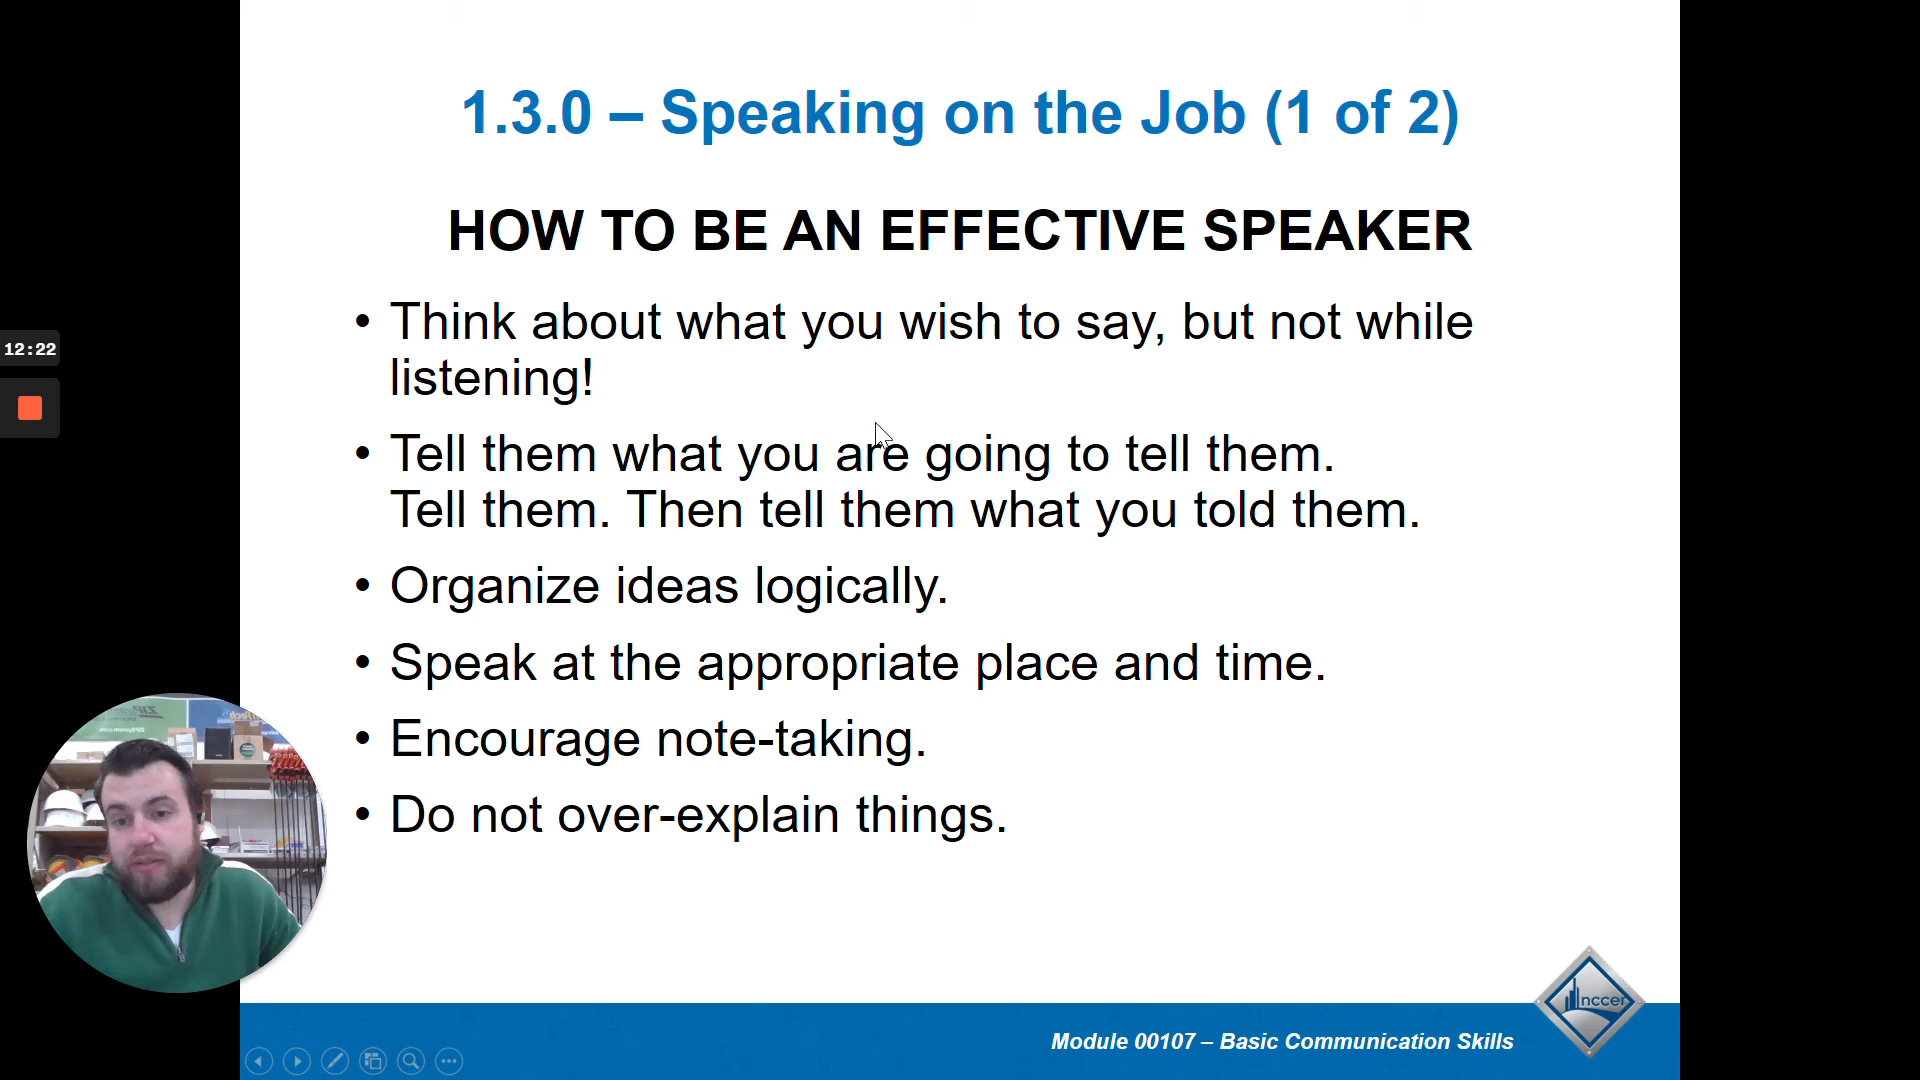 1.3.0 – Speaking on the Job (1 of 2)
HOW TO BE AN EFFECTIVE SPEAKER
• Think about what you wish to say, but not while
listening!
• Tell them what you are going to tell them.
Tell them. Then tell them what you told them.
• Organize ideas logically.
• Speak at the appropriate place and time.
• Encourage note-taking.
• Do not over-explain things.
12:22
nccer
Module 00107 – Basic Communication Skills